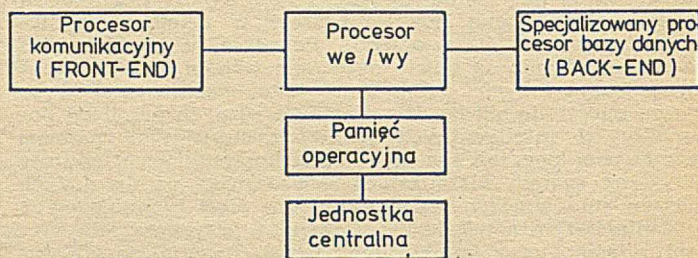 Procesor
komunikacyjny
( FRONT-END)
Procesor
we / wy
Specjalizowany pro-
cesor bazy danych
( BACK-END )
Pamięć
operacyjna
Jednostka
centralna